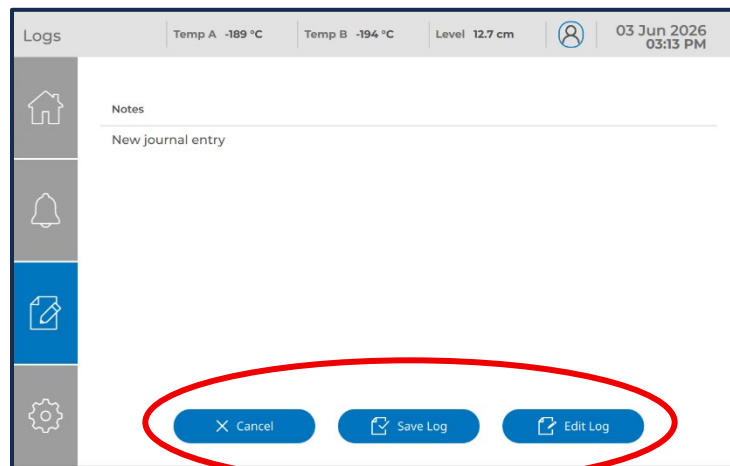 Logs Temp A -189 °C Temp B -194 °C Level 12.7 cm 03 Jun 2026
03:13 PM
Notes
New journal entry
Cancel Save Log Edit Log